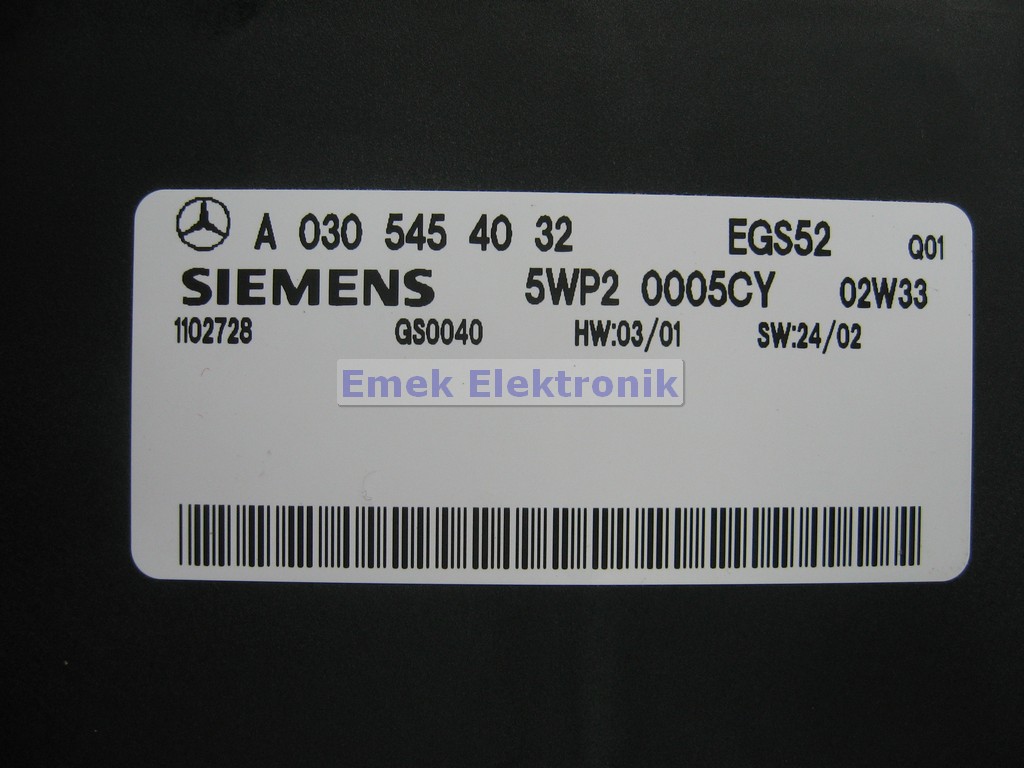 A 030 545 40 32 EGS52 Q01
SIEMENS 5WP2 0005CY 02W33
1102728 GS0040 HW:03/01 SW:24/02
Emek Elektronik